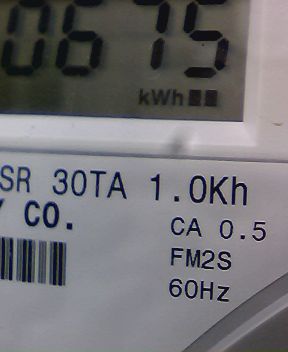 0675
kWh
SR 30TA 1.0Kh
CO.
CA 0.5
FM2S
60Hz